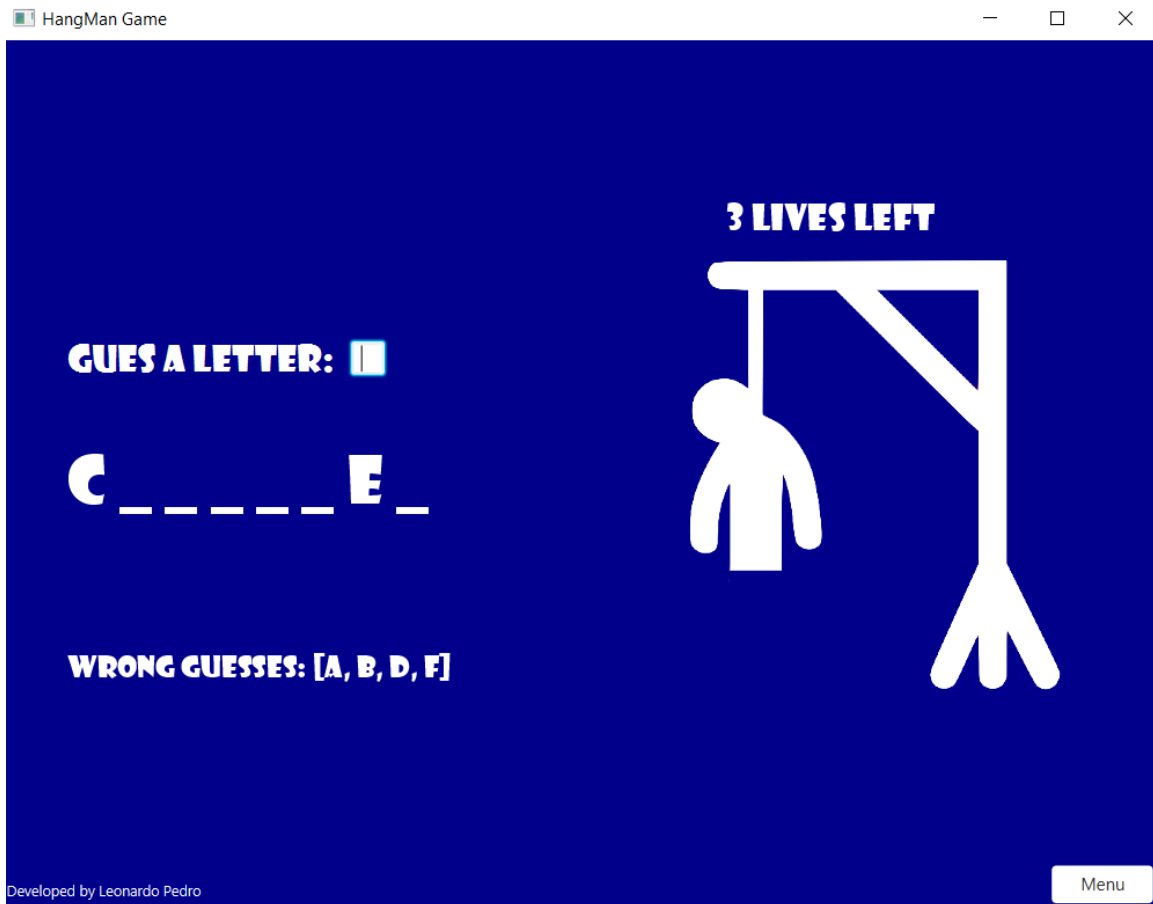 HangMan Game
3 LIVES LEFT
GUES A LETTER:
C _ _ _ _ _ E _
WRONG GUESSES: [A, B, D, F]
Developed by Leonardo Pedro
Menu